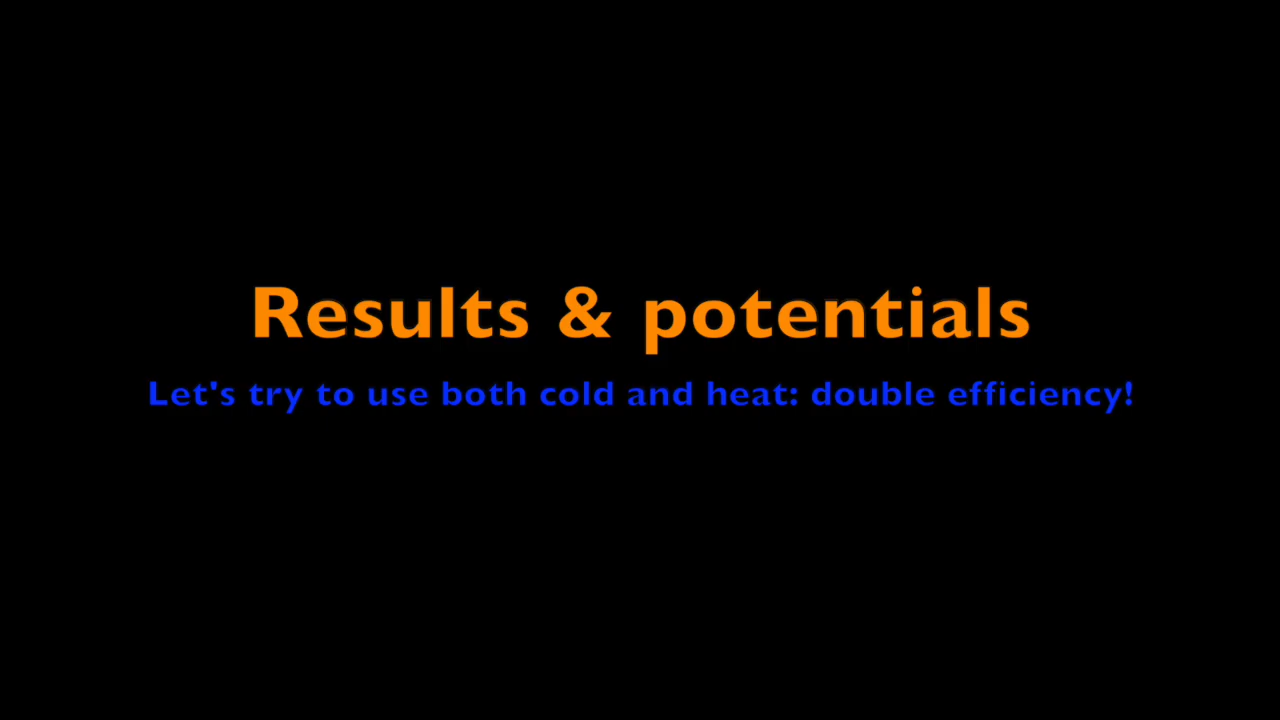 Results & potentials
Let's try to use both cold and heat: double efficiency!